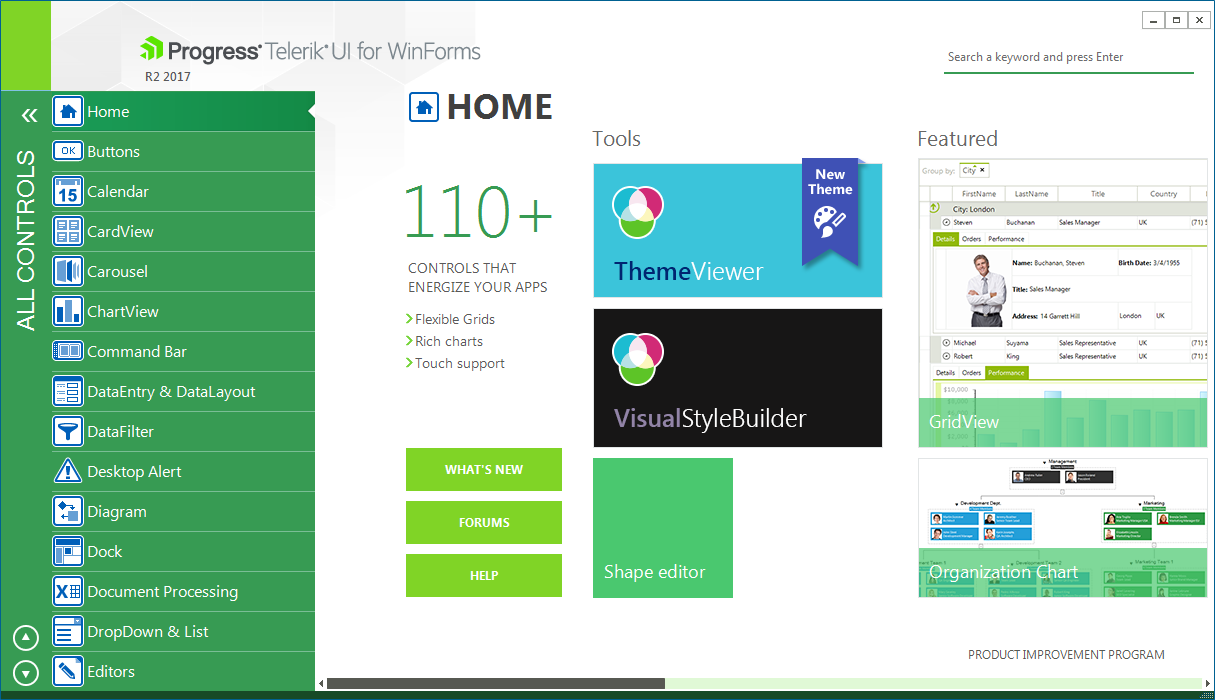 Progress® Telerik® UI for WinForms
R2 2017
Search a keyword and press Enter
ALL CONTROLS
Home
Buttons
OK
Calendar
15
CardView
Carousel
ChartView
Command Bar
DataEntry & DataLayout
DataFilter
Desktop Alert
Diagram
Dock
Document Processing
DropDown & List
Editors
HOME
110+
CONTROLS THAT
ENERGIZE YOUR APPS
Flexible Grids
Rich charts
Touch support
WHAT'S NEW
FORUMS
HELP
Tools
New
Theme
ThemeViewer
VisualStyleBuilder
Shape editor
Featured
Group by: City
FirstName LastName Title Country
City: London
Steven Buchanan Sales Manager UK (71) 5
Details Orders Performance
Name: Buchanan, Steven Birth Date: 3/4/1955
Title: Sales Manager
Address: 14 Garrett Hill London UK
Michael Suyama Sales Representative UK (71) 5
Robert King Sales Representative UK (71) 5
Details Orders Performance
$10,000
GridView
Management
Development Dept. Marketing
Organization Chart
PRODUCT IMPROVEMENT PROGRAM